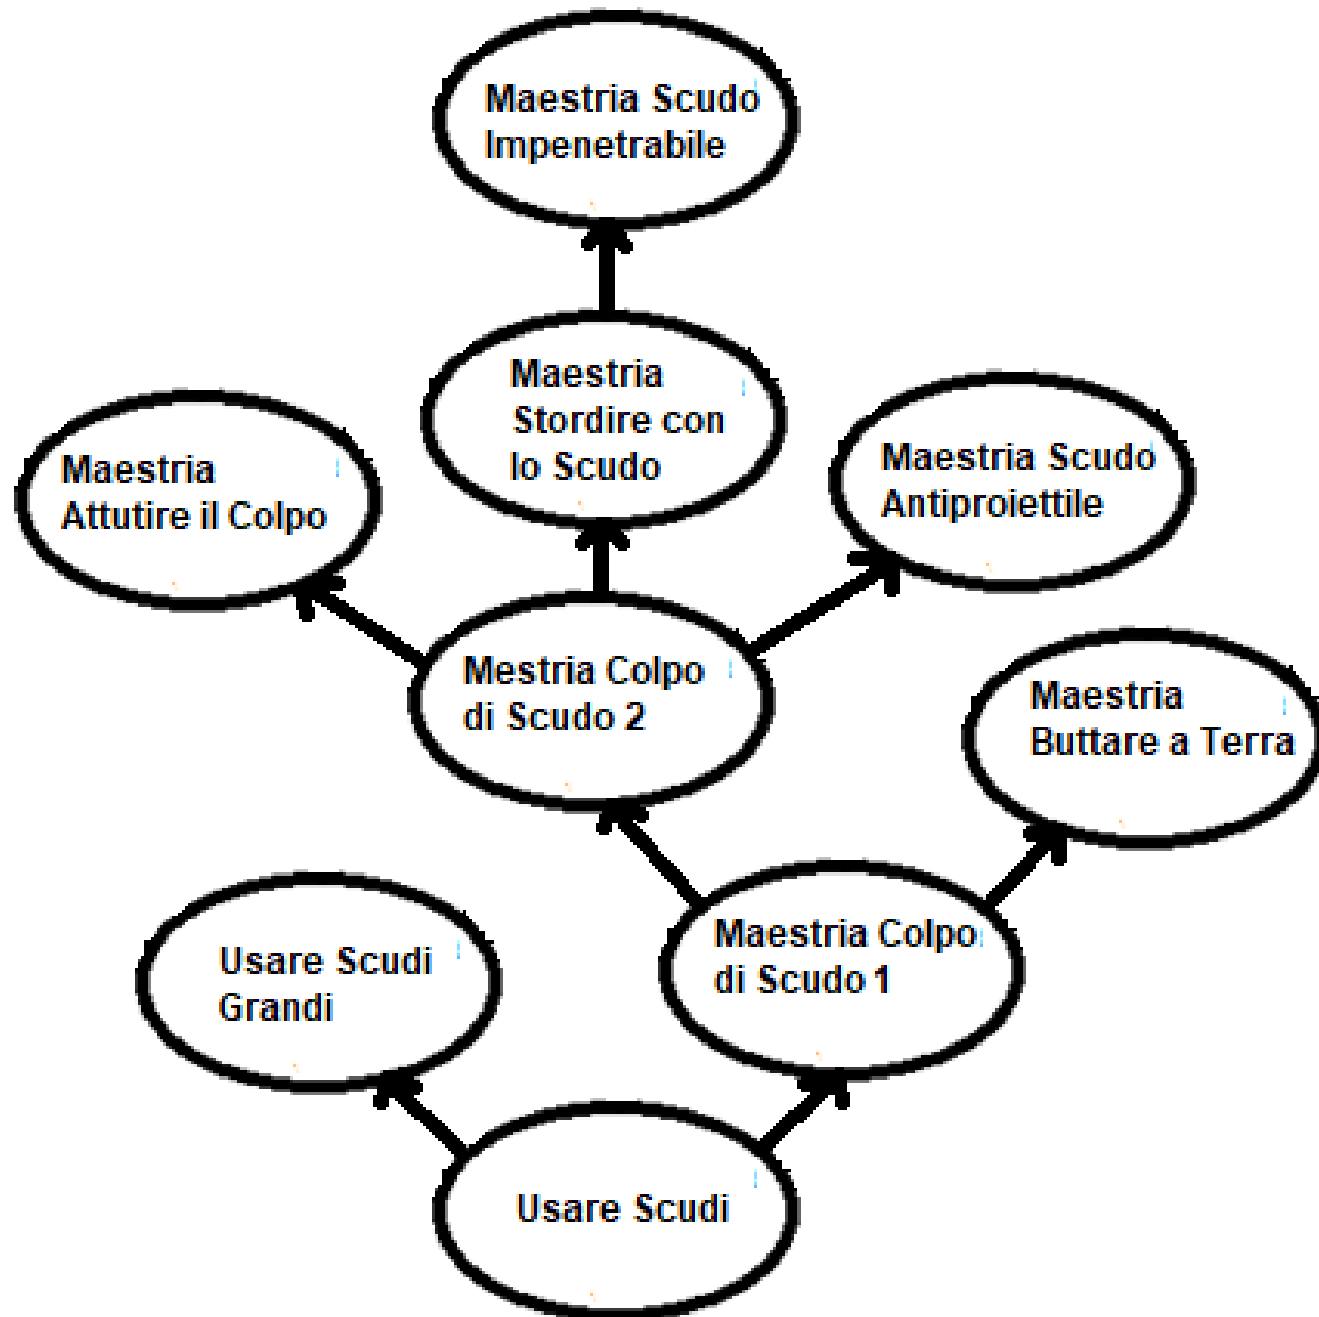 Maestria Scudo
Impenetrabile
Maestria
Stordire con
lo Scudo
Maestria Scudo
Antiproiettile
Maestria
Attutire il Colpo
Mestria Colpo
di Scudo 2
Maestria
Buttare a Terra
Maestria Colpo
di Scudo 1
Usare Scudi
Grandi
Usare Scudi